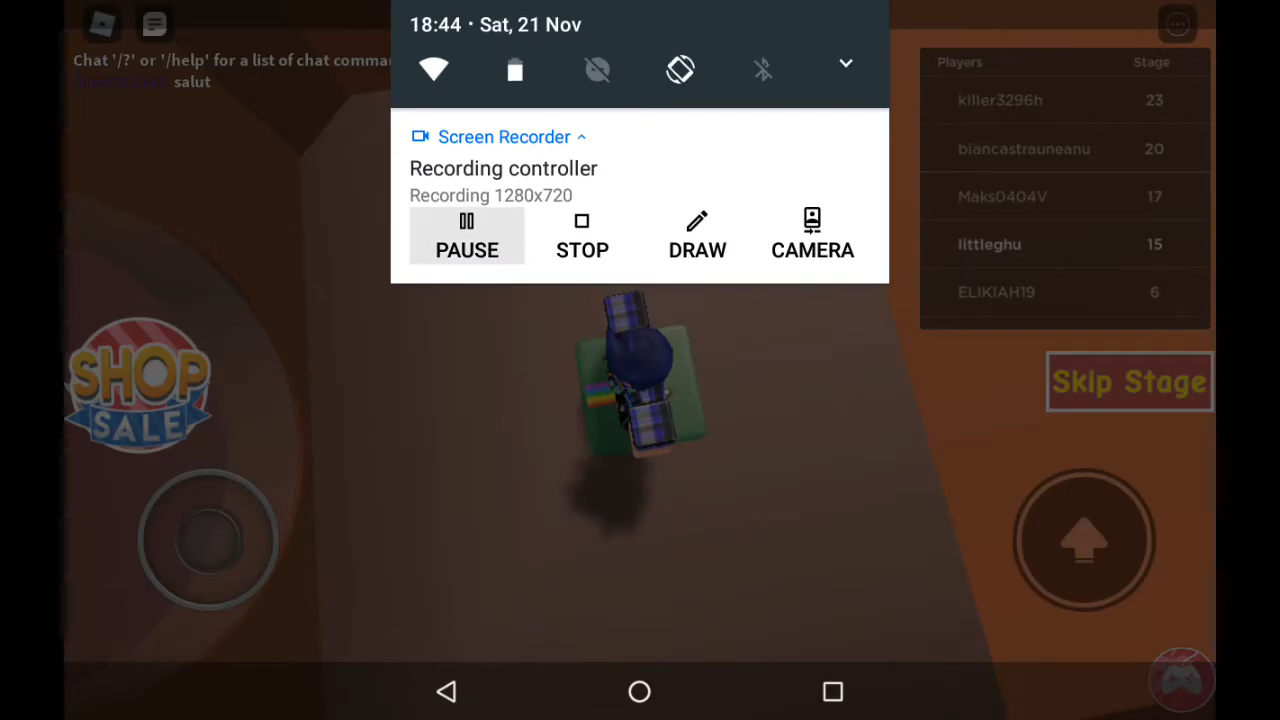 18:44 · Sat, 21 Nov
Chat '/?' or '/help' for a list of chat comma
salut
Screen Recorder
Recording controller
Recording 1280x720
PAUSE STOP DRAW CAMERA
Players Stage
killer3296h 23
biancastrauneanu 20
Maks0404V 17
littleghu 15
ELIKIAH19 6
SHOP
SALE
Skip Stage